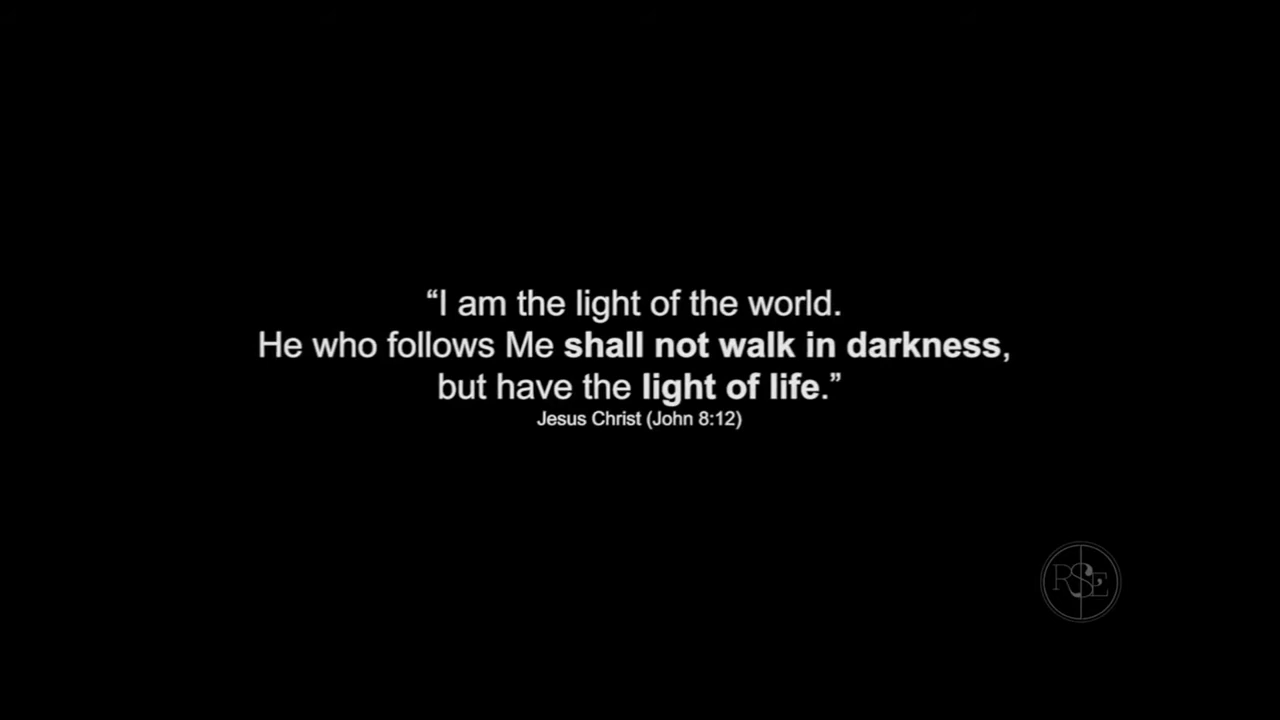 “I am the light of the world.
He who follows Me shall not walk in darkness,
but have the light of life.”
Jesus Christ (John 8:12)
RSE